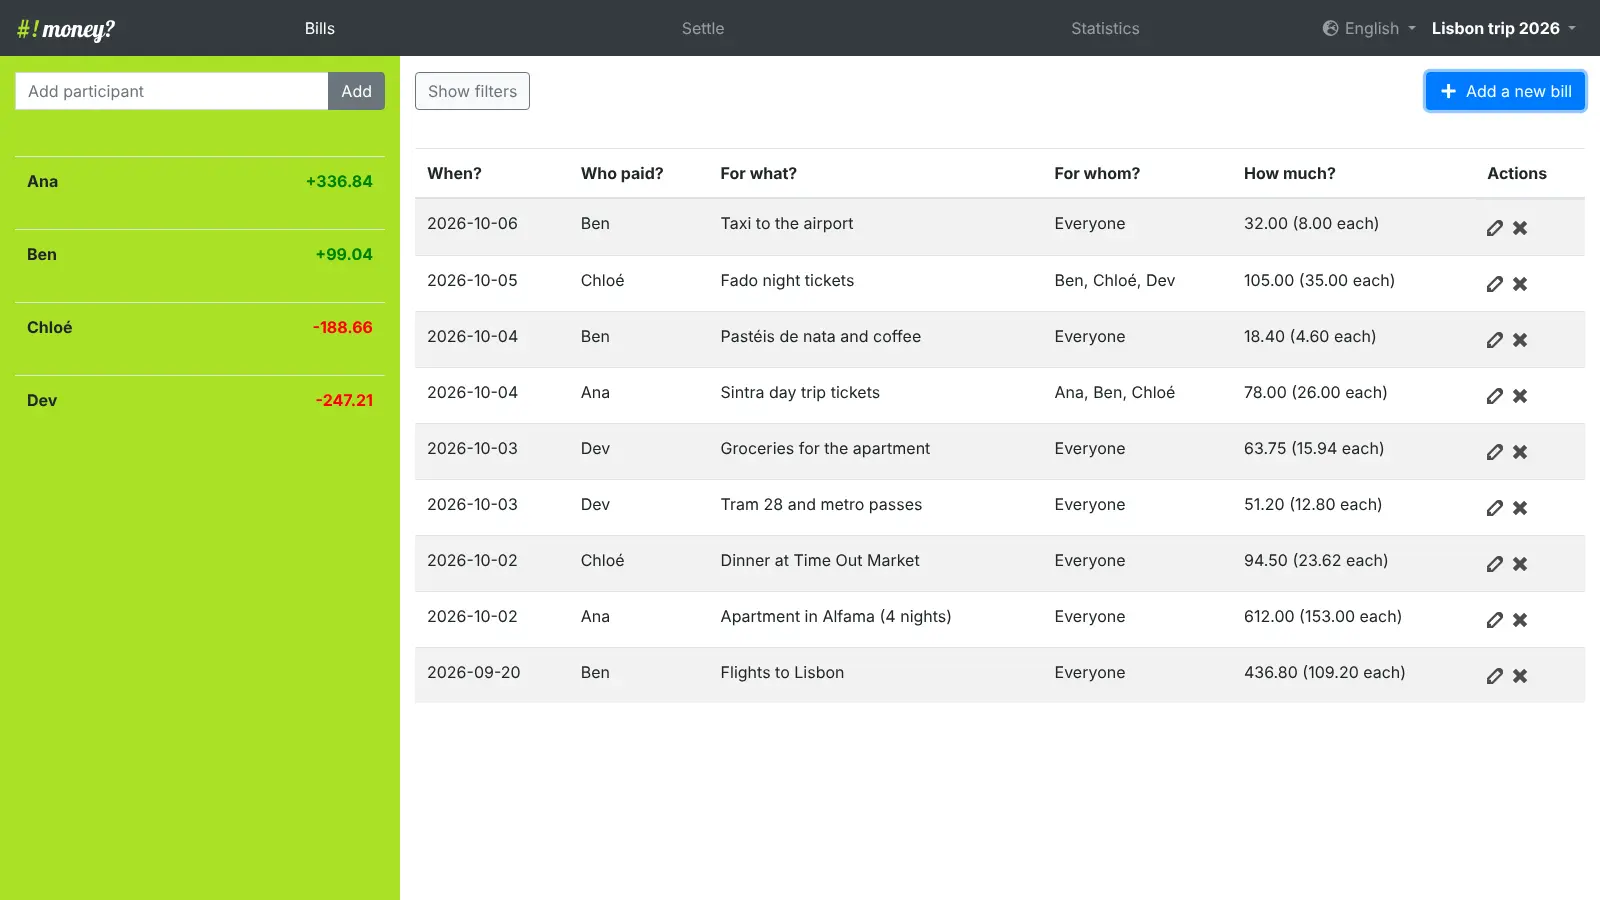 #! money? Bills Settle Statistics English Lisbon trip 2026
Add participant Add Show filters Add a new bill
Ana +336.84
Ben +99.04
Chloé -188.66
Dev -247.21
When? Who paid? For what? For whom? How much? Actions
2026-10-06 Ben Taxi to the airport Everyone 32.00 (8.00 each)
2026-10-05 Chloé Fado night tickets Ben, Chloé, Dev 105.00 (35.00 each)
2026-10-04 Ben Pastéis de nata and coffee Everyone 18.40 (4.60 each)
2026-10-04 Ana Sintra day trip tickets Ana, Ben, Chloé 78.00 (26.00 each)
2026-10-03 Dev Groceries for the apartment Everyone 63.75 (15.94 each)
2026-10-03 Dev Tram 28 and metro passes Everyone 51.20 (12.80 each)
2026-10-02 Chloé Dinner at Time Out Market Everyone 94.50 (23.62 each)
2026-10-02 Ana Apartment in Alfama (4 nights) Everyone 612.00 (153.00 each)
2026-09-20 Ben Flights to Lisbon Everyone 436.80 (109.20 each)